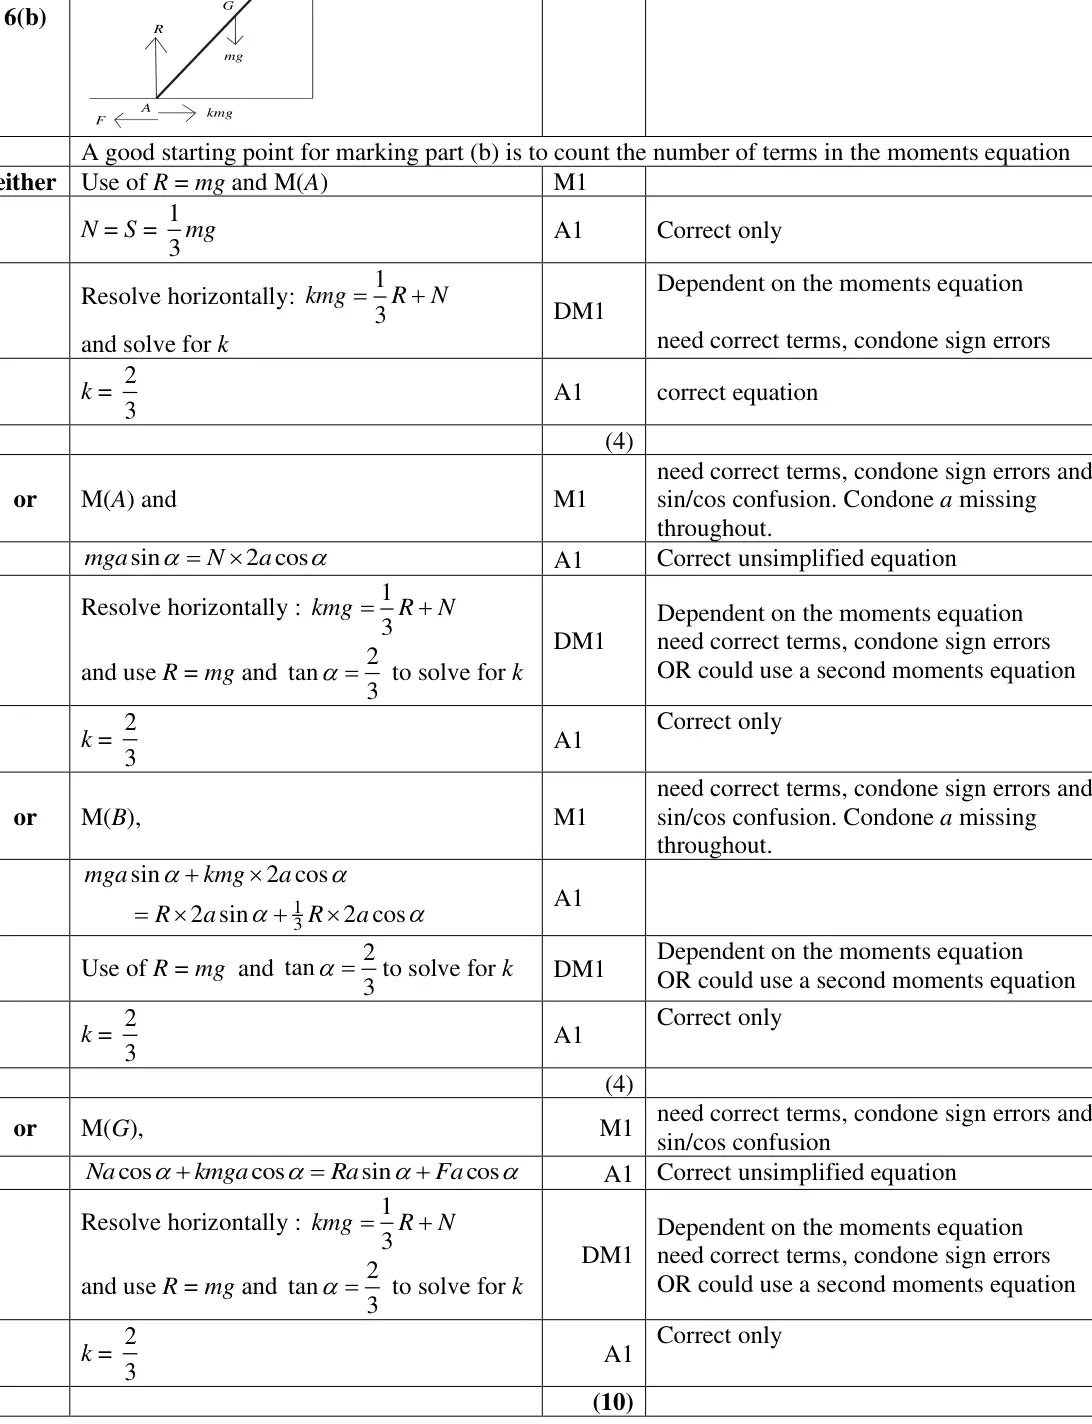 6(b)
G
R
mg
A
kmg
F
A good starting point for marking part (b) is to count the number of terms in the moments equation
either Use of R = mg and M(A) M1
N = S = 1/3 mg A1 Correct only
Resolve horizontally: kmg = 1/3 R + N
and solve for k
DM1
Dependent on the moments equation
need correct terms, condone sign errors
k = 2/3 A1 correct equation
(4)
or M(A) and M1
need correct terms, condone sign errors and
sin/cos confusion. Condone a missing
throughout.
mga sin α = N × 2a cos α A1 Correct unsimplified equation
Resolve horizontally : kmg = 1/3 R + N
and use R = mg and tan α = 2/3 to solve for k
DM1
Dependent on the moments equation
need correct terms, condone sign errors
OR could use a second moments equation
k = 2/3 A1 Correct only
or M(B), M1
need correct terms, condone sign errors and
sin/cos confusion. Condone a missing
throughout.
mga sin α + kmg × 2a cos α
= R × 2a sin α + 1/3 R × 2a cos α
A1
Use of R = mg and tan α = 2/3 to solve for k DM1
Dependent on the moments equation
OR could use a second moments equation
k = 2/3 A1 Correct only
(4)
or M(G), M1
need correct terms, condone sign errors and
sin/cos confusion
Na cos α + kmga cos α = Ra sin α + Fa cos α A1 Correct unsimplified equation
Resolve horizontally : kmg = 1/3 R + N
and use R = mg and tan α = 2/3 to solve for k
DM1
Dependent on the moments equation
need correct terms, condone sign errors
OR could use a second moments equation
k = 2/3 A1 Correct only
(10)